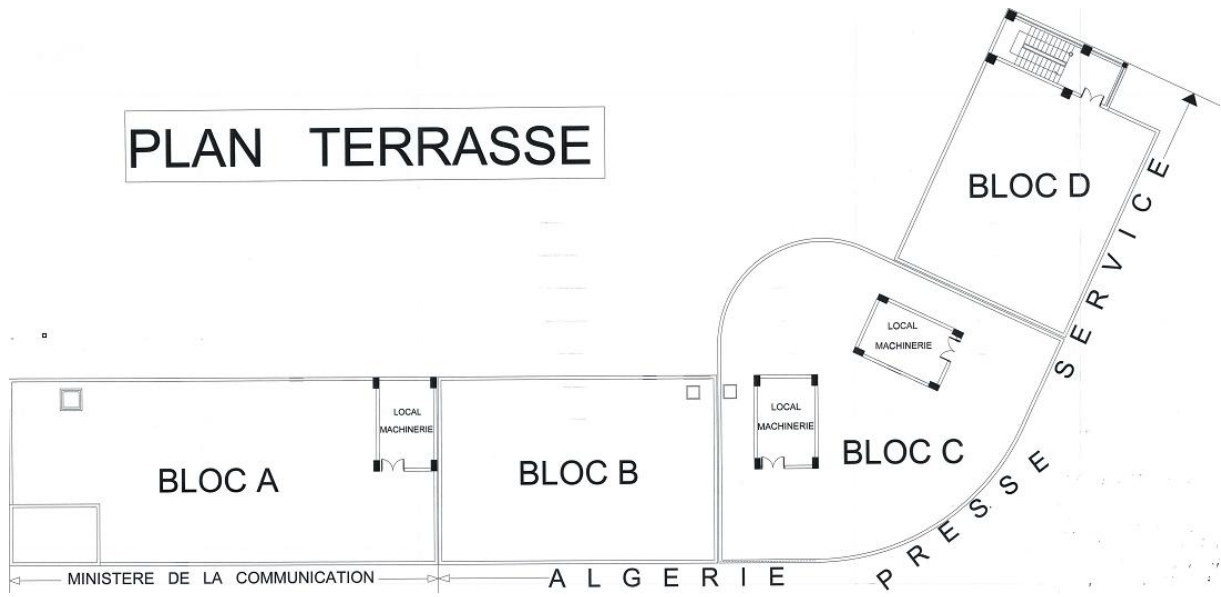 PLAN TERRASSE
BLOC D
LOCAL
MACHINERIE
LOCAL
MACHINERIE
LOCAL
MACHINERIE
BLOC A
BLOC B
BLOC C
MINISTERE DE LA COMMUNICATION
ALGERIE PRESSE SERVICE